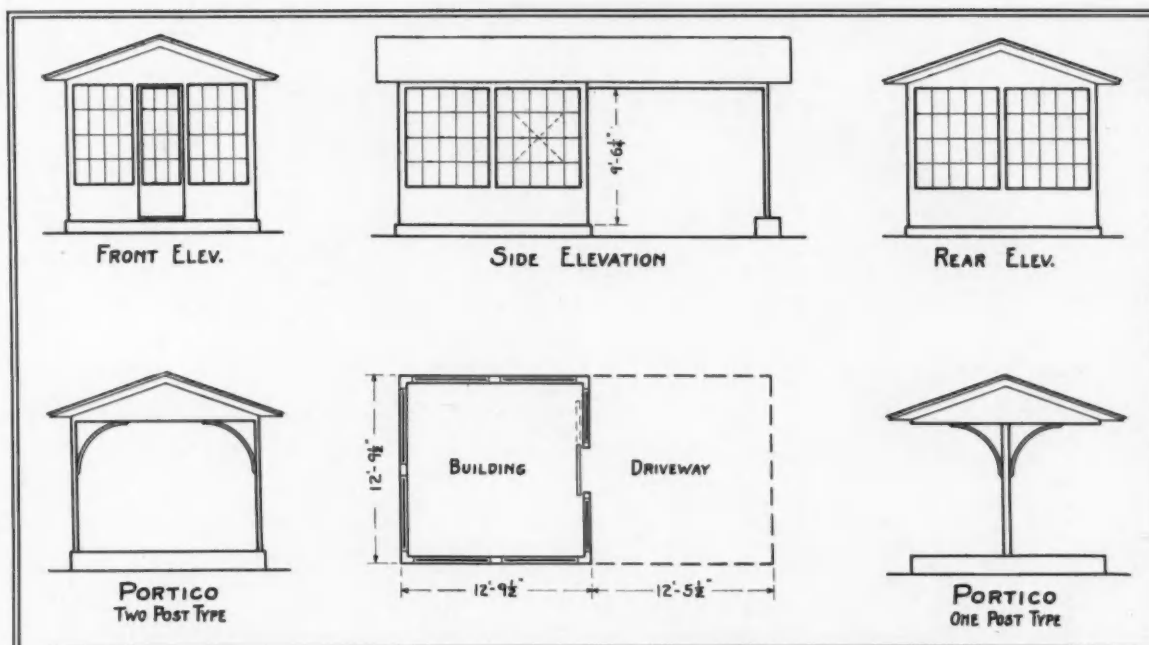 FRONT ELEV.
SIDE ELEVATION
REAR ELEV.
9'-6¼"
12'-9½"
BUILDING
DRIVEWAY
12'-9½"
12'-5½"
PORTICO
TWO POST TYPE
PORTICO
ONE POST TYPE